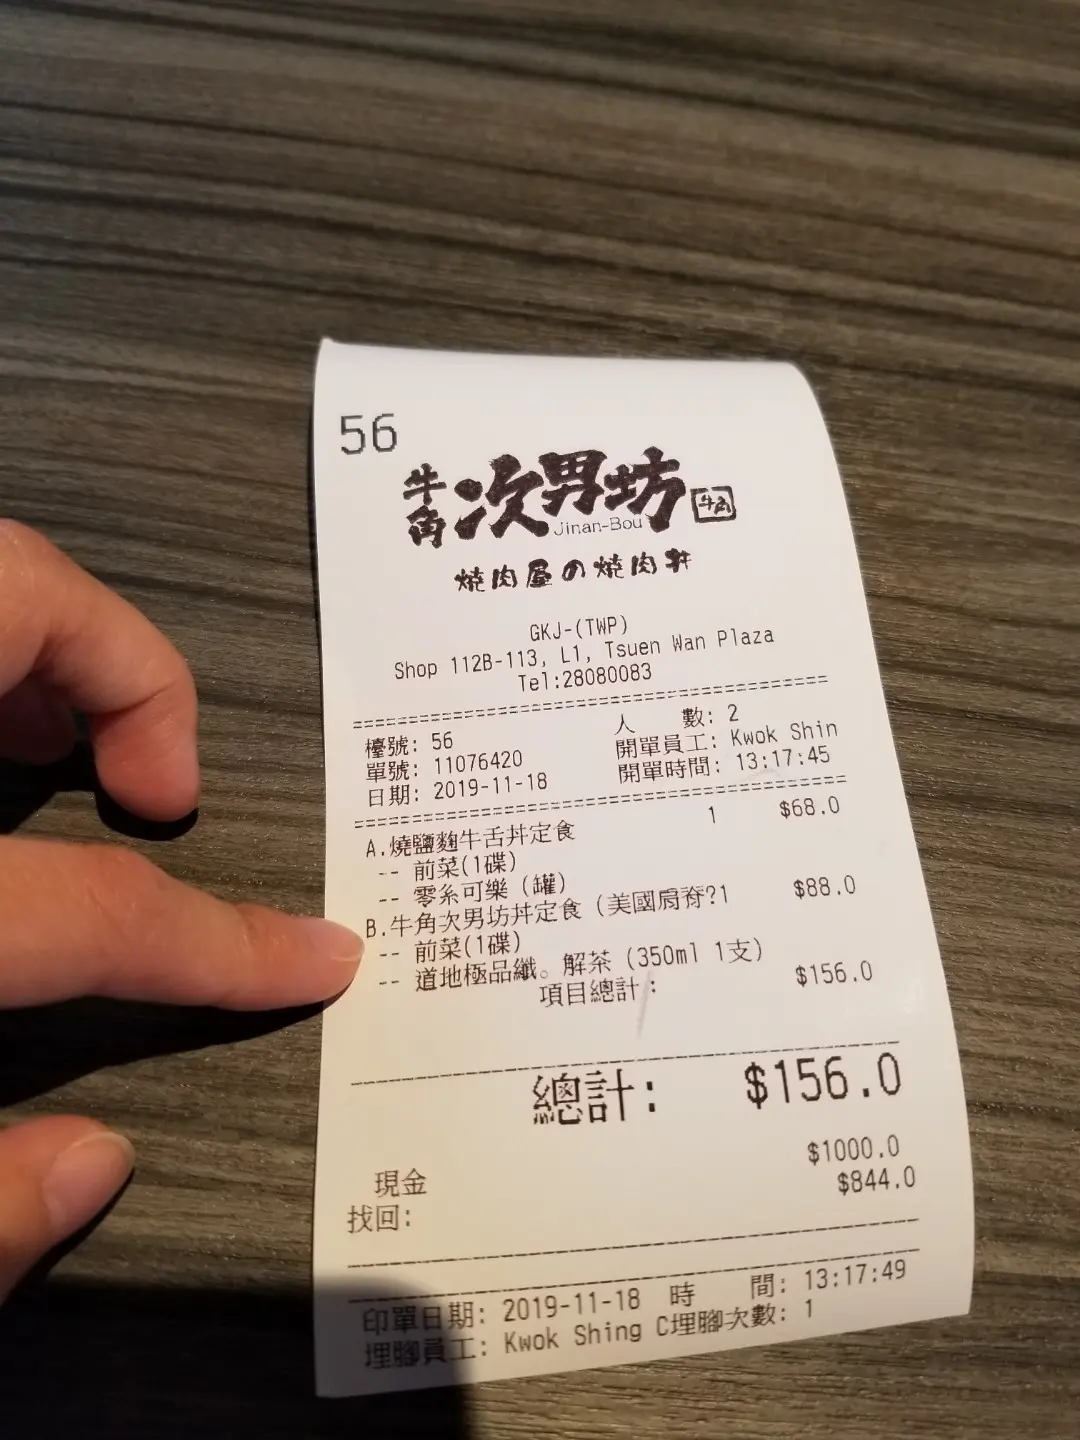 56
牛角 次男坊 牛角
Jinan-Bou
焼肉屋の焼肉丼
GKJ-(TWP)
Shop 112B-113, L1, Tsuen Wan Plaza
Tel:28080083
檯號: 56 人 數: 2
單號: 11076420 開單員工: Kwok Shin
日期: 2019-11-18 開單時間: 13:17:45
A.燒鹽麴牛舌丼定食 1 $68.0
-- 前菜(1碟)
-- 零系可樂 (罐)
B.牛角次男坊丼定食 (美國肩脊?1 $88.0
-- 前菜(1碟)
-- 道地極品纖。解茶 (350ml 1支)
項目總計: $156.0
總計: $156.0
現金 $1000.0
找回: $844.0
印單日期: 2019-11-18 時 間: 13:17:49
埋腳員工: Kwok Shing C埋腳次數: 1